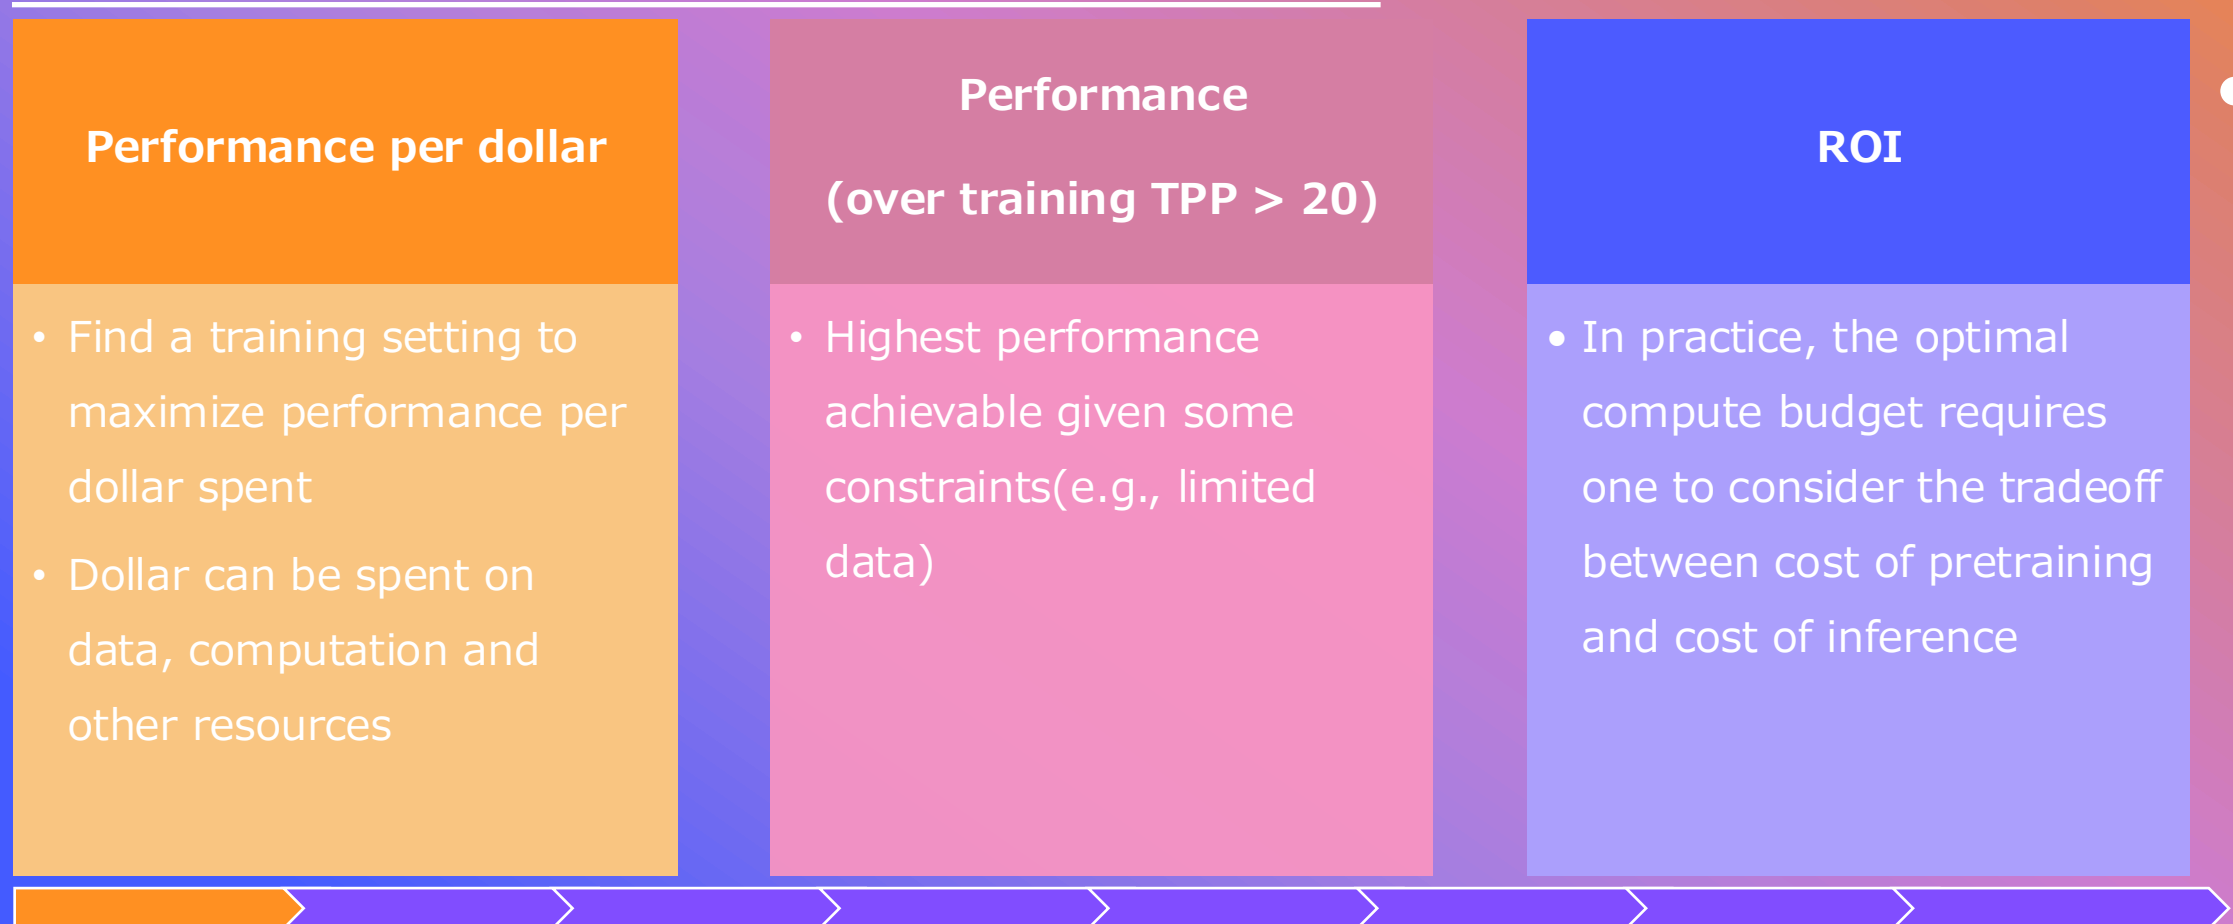 Performance per dollar
• Find a training setting to
maximize performance per
dollar spent
• Dollar can be spent on
data, computation and
other resources
Performance
(over training TPP > 20)
• Highest performance
achievable given some
constraints(e.g., limited
data)
ROI
• In practice, the optimal
compute budget requires
one to consider the tradeoff
between cost of pretraining
and cost of inference